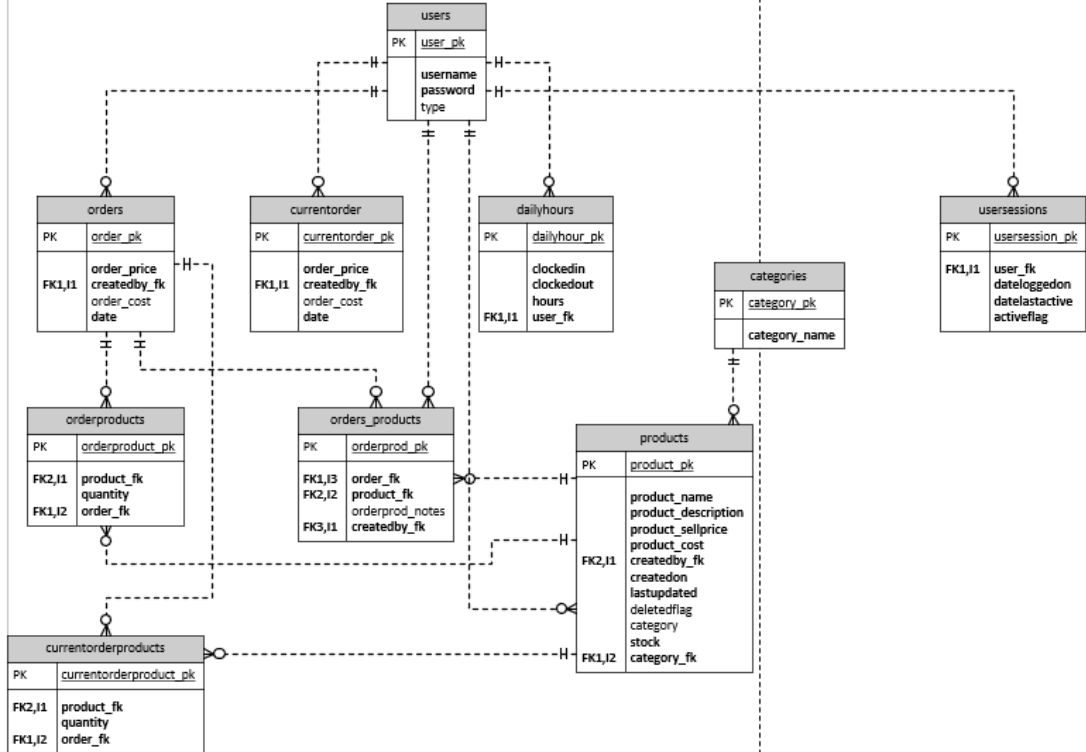 users
PK user_pk
username
password
type
orders
PK order_pk
order_price
FK1,I1 createdby_fk
order_cost
date
currentorder
PK currentorder_pk
order_price
FK1,I1 createdby_fk
order_cost
date
dailyhours
PK dailyhour_pk
clockedin
clockedout
hours
FK1,I1 user_fk
usersessions
PK usersession_pk
FK1,I1 user_fk
dateloggedon
datelastactive
activeflag
categories
PK category_pk
category_name
orderproducts
PK orderproduct_pk
FK2,I1 product_fk
quantity
FK1,I2 order_fk
orders_products
PK orderprod_pk
FK1,I3 order_fk
FK2,I2 product_fk
orderprod_notes
FK3,I1 createdby_fk
products
PK product_pk
product_name
product_description
product_sellprice
product_cost
FK2,I1 createdby_fk
createdon
lastupdated
deletedflag
category
stock
FK1,I2 category_fk
currentorderproducts
PK currentorderproduct_pk
FK2,I1 product_fk
quantity
FK1,I2 order_fk